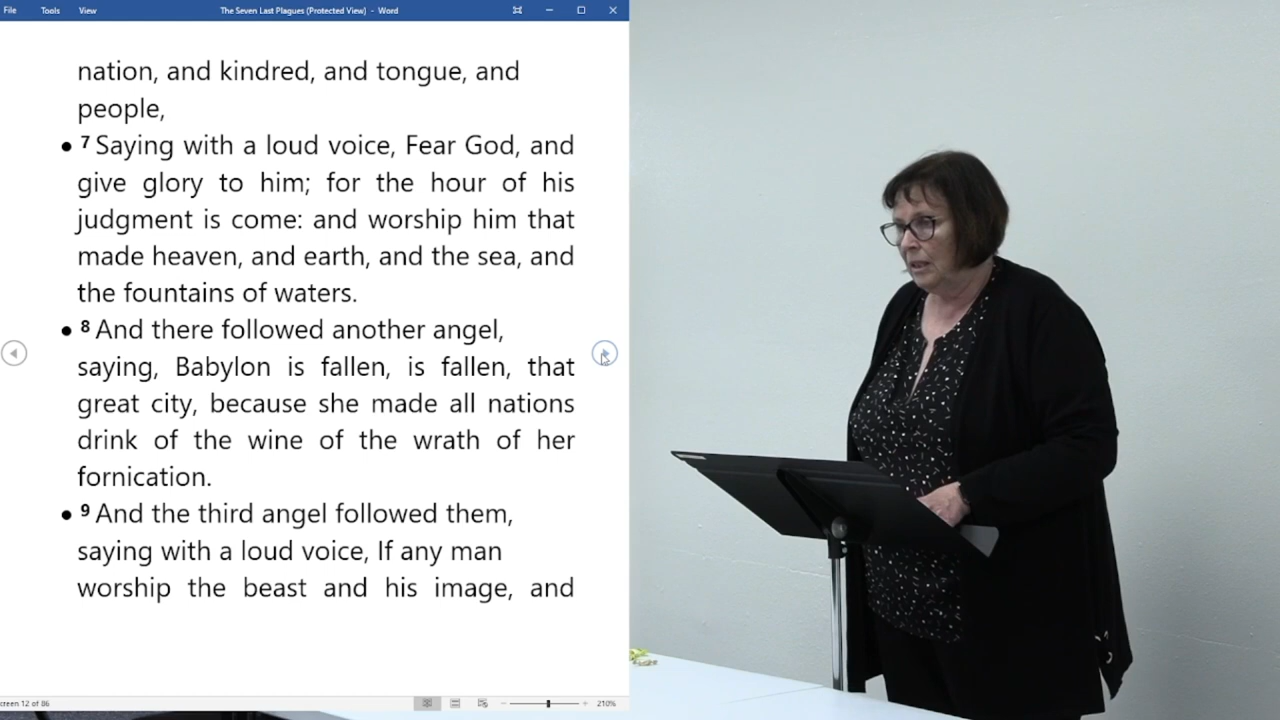 File Tools View The Seven Last Plagues (Protected View) - Word
nation, and kindred, and tongue, and
people,
• 7 Saying with a loud voice, Fear God, and
give glory to him; for the hour of his
judgment is come: and worship him that
made heaven, and earth, and the sea, and
the fountains of waters.
• 8 And there followed another angel,
saying, Babylon is fallen, is fallen, that
great city, because she made all nations
drink of the wine of the wrath of her
fornication.
• 9 And the third angel followed them,
saying with a loud voice, If any man
worship the beast and his image, and
creen 12 of 86 210%